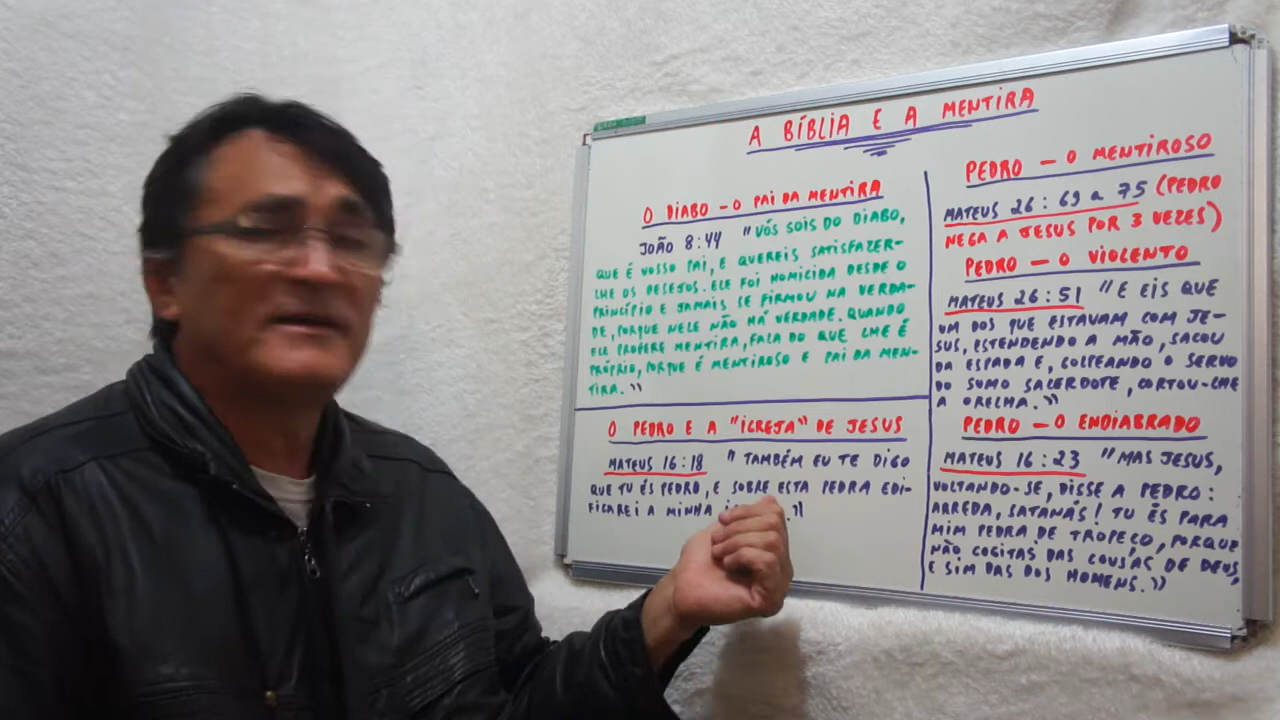 A BÍBLIA E A MENTIRA
O DIABO - O PAI DA MENTIRA
JOÃO 8:44 "VÓS SOIS DO DIABO,
QUE É VOSSO PAI, E QUEREIS SATISFAZER-
LHE OS DESEJOS. ELE FOI HOMICIDA DESDE O
PRINCÍPIO E JAMAIS SE FIRMOU NA VERDA-
DE, PORQUE NELE NÃO HÁ VERDADE. QUANDO
ELE PROFERE MENTIRA, FALA DO QUE LHE É
PRÓPRIO, PORQUE É MENTIROSO E PAI DA MEN-
TIRA."
O PEDRO E A "IGREJA" DE JESUS
MATEUS 16:18 "TAMBÉM EU TE DIGO
QUE TU ÉS PEDRO, E SOBRE ESTA PEDRA EDI-
FICAREI A MINHA
PEDRO - O MENTIROSO
MATEUS 26:69 a 75 (PEDRO
NEGA A JESUS POR 3 VEZES)
PEDRO - O VIOLENTO
MATEUS 26:51 "E EIS QUE
UM DOS QUE ESTAVAM COM JE-
SUS, ESTENDENDO A MÃO, SACOU
DA ESPADA E, GOLPEANDO O SERVO
DO SUMO SACERDOTE, CORTOU-LHE
A ORELHA."
PEDRO - O ENDIABRADO
MATEUS 16:23 "MAS JESUS,
VOLTANDO-SE, DISSE A PEDRO:
ARREDA, SATANÁS! TU ÉS PARA
MIM PEDRA DE TROPEÇO, PORQUE
NÃO COGITAS DAS COUSAS DE DEUS,
E SIM DAS DOS HOMENS."